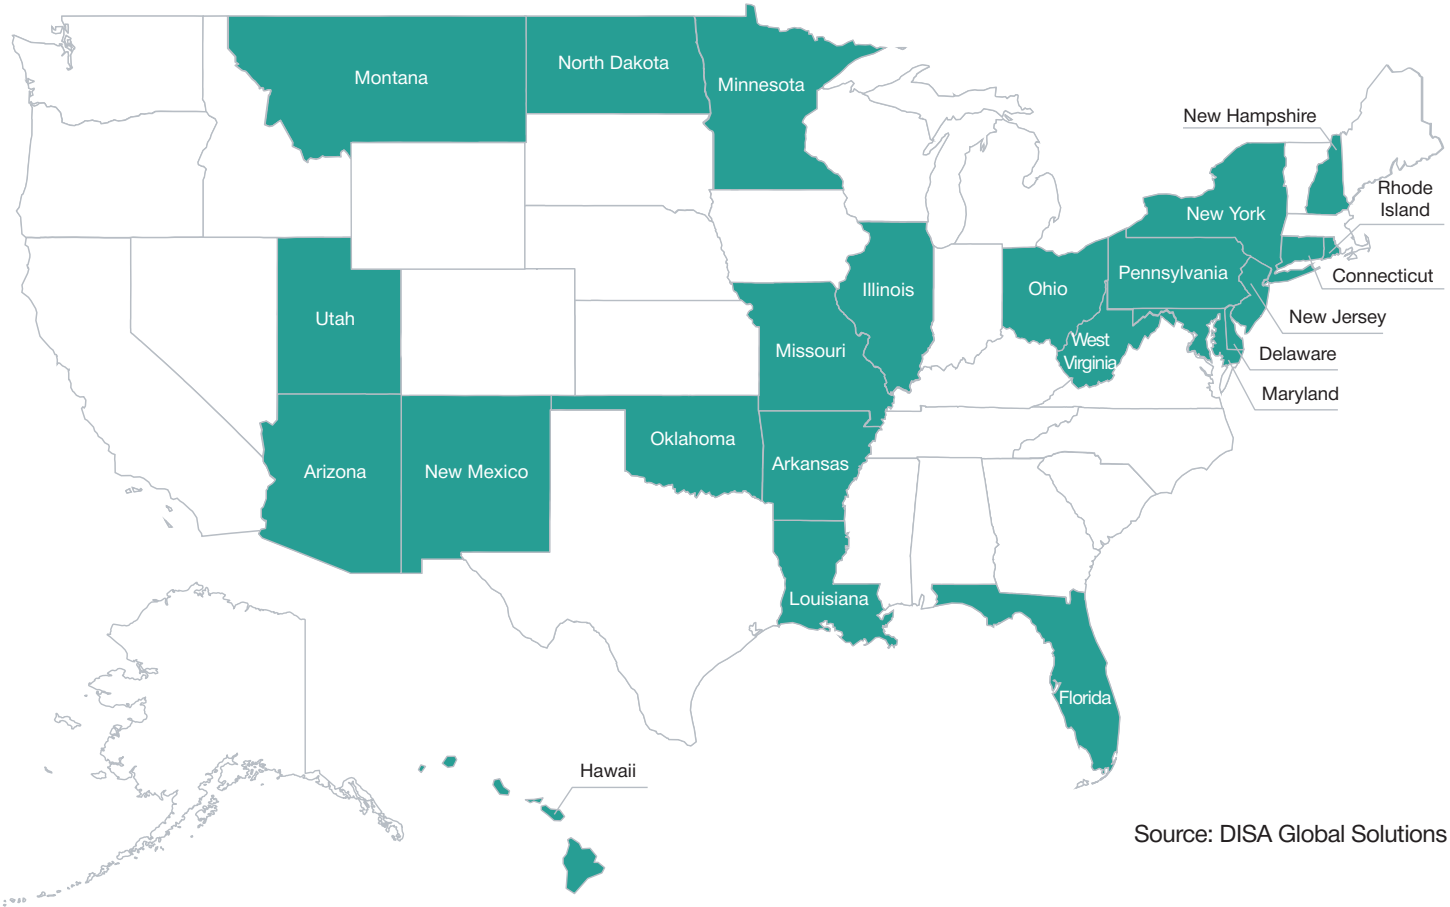 Montana
North Dakota
Minnesota
New Hampshire
Rhode
Island
New York
Connecticut
Pennsylvania
Ohio
Illinois
New Jersey
Utah
Missouri
West
Virginia
Delaware
Maryland
Oklahoma
Arkansas
Arizona
New Mexico
Louisiana
Florida
Hawaii
Source: DISA Global Solutions